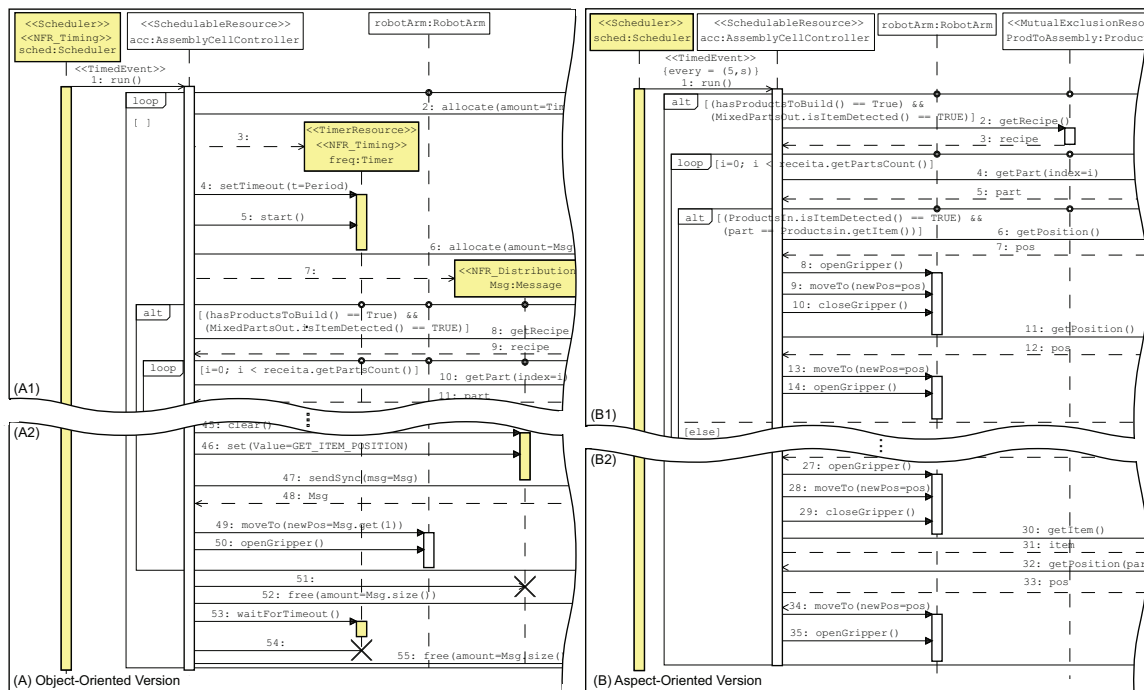 <<Scheduler>>
<<NFR_Timing>>
sched:Scheduler
<<SchedulableResource>>
acc:AssemblyCellController
robotArm:RobotArm
<<TimedEvent>>
1: run()
loop
[ ]
2: allocate(amount=Tim
3:
<<TimerResource>>
<<NFR_Timing>>
freq:Timer
4: setTimeout(t=Period)
5: start()
6: allocate(amount=Msg
7:
<<NFR_Distribution
Msg:Message
alt
[(hasProductsToBuild() == True) &&
(MixedPartsOut.isItemDetected() == TRUE)]
8: getRecipe
9: recipe
loop
[i=0; i < receita.getPartsCount()]
10: getPart(index=i)
11: part
(A1)
(A2)
45: clear()
46: set(Value=GET_ITEM_POSITION)
47: sendSync(msg=Msg)
48: Msg
49: moveTo(newPos=Msg.get(1))
50: openGripper()
51:
52: free(amount=Msg.size())
53: waitForTimeout()
54:
55: free(amount=Msg.size()
(A) Object-Oriented Version
<<Scheduler>>
sched:Scheduler
<<SchedulableResource>>
acc:AssemblyCellController
robotArm:RobotArm
<<MutualExclusionReso
ProdToAssembly:Product
<<TimedEvent>>
{every = (5,s)}
1: run()
alt
[(hasProductsToBuild() == True) &&
(MixedPartsOut.isItemDetected() == TRUE)]
2: getRecipe()
3: recipe
loop
[i=0; i < receita.getPartsCount()]
4: getPart(index=i)
5: part
alt
[(ProductsIn.isItemDetected() == TRUE) &&
(part == Productsin.getItem())]
6: getPosition()
7: pos
8: openGripper()
9: moveTo(newPos=pos)
10: closeGripper()
11: getPosition()
12: pos
13: moveTo(newPos=pos)
14: openGripper()
(B1)
[else]
(B2)
27: openGripper()
28: moveTo(newPos=pos)
29: closeGripper()
30: getItem()
31: item
32: getPosition(par
33: pos
34: moveTo(newPos=pos)
35: openGripper()
(B) Aspect-Oriented Version